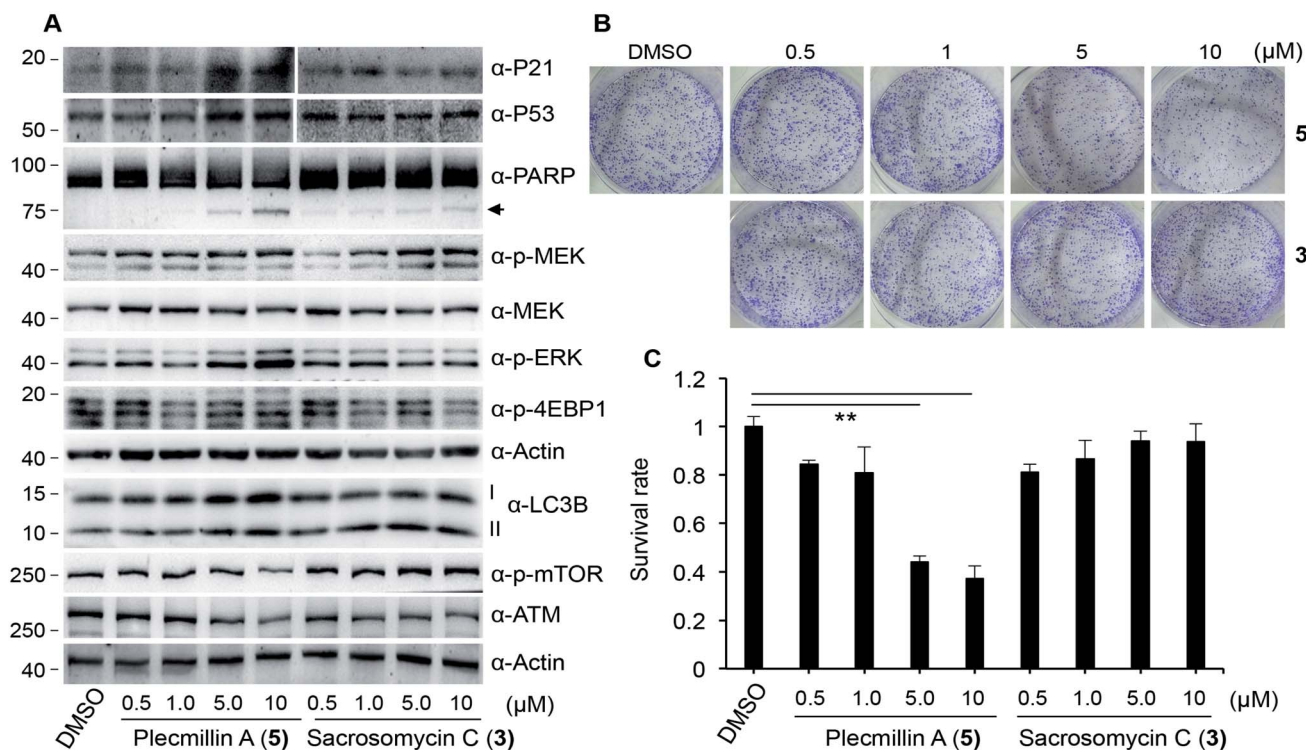 A
20 α-P21
50 α-P53
100 α-PARP
75
40 α-p-MEK
40 α-MEK
40 α-p-ERK
20 α-p-4EBP1
40 α-Actin
15 I α-LC3B
10 II
250 α-p-mTOR
250 α-ATM
40 α-Actin
DMSO 0.5 1.0 5.0 10 0.5 1.0 5.0 10 (μM)
Plecmillin A (5) Sacrosomycin C (3)
B
DMSO 0.5 1 5 10 (μM)
5
3
C
Survival rate
1.2
1
0.8
0.6
0.4
0.2
0
**
DMSO 0.5 1.0 5.0 10 0.5 1.0 5.0 10 (μM)
Plecmillin A (5) Sacrosomycin C (3)